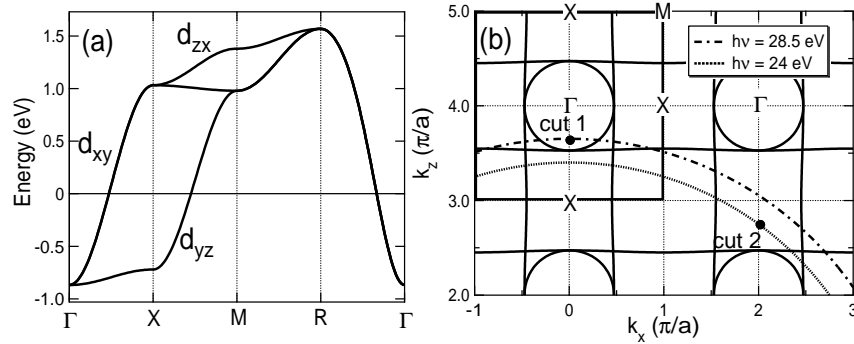 (a)
d_zx
d_xy
d_yz
Energy (eV)
1.5
1.0
0.5
0
-0.5
-1.0
Γ X M R Γ
(b)
X M
hν = 28.5 eV
hν = 24 eV
Γ X Γ
cut 1
X
cut 2
k_z (π/a)
5.0
4.0
3.0
2.0
-1 0 1 2 3
k_x (π/a)